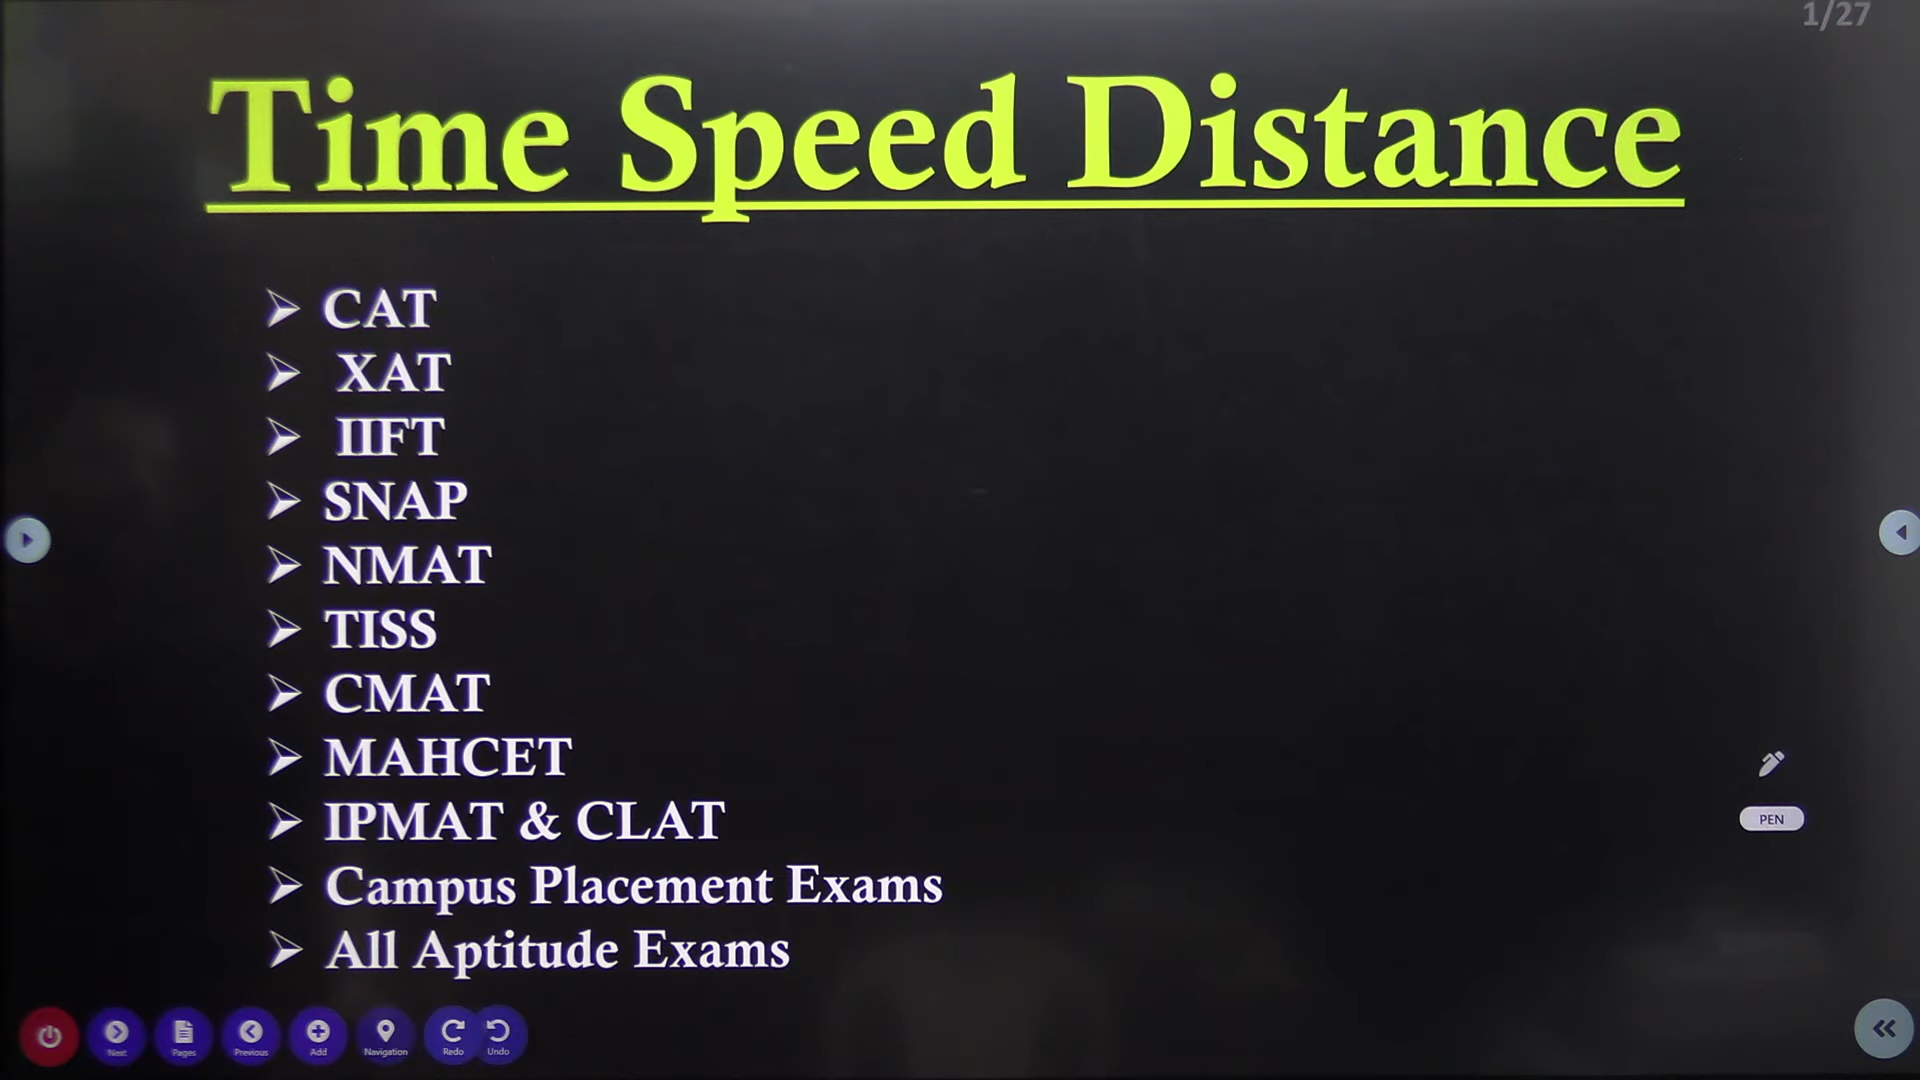 1/27
Time Speed Distance
➢ CAT
➢ XAT
➢ IIFT
➢ SNAP
➢ NMAT
➢ TISS
➢ CMAT
➢ MAHCET
➢ IPMAT & CLAT
➢ Campus Placement Exams
➢ All Aptitude Exams
PEN
Next Pages Previous Add Navigation Redo Undo